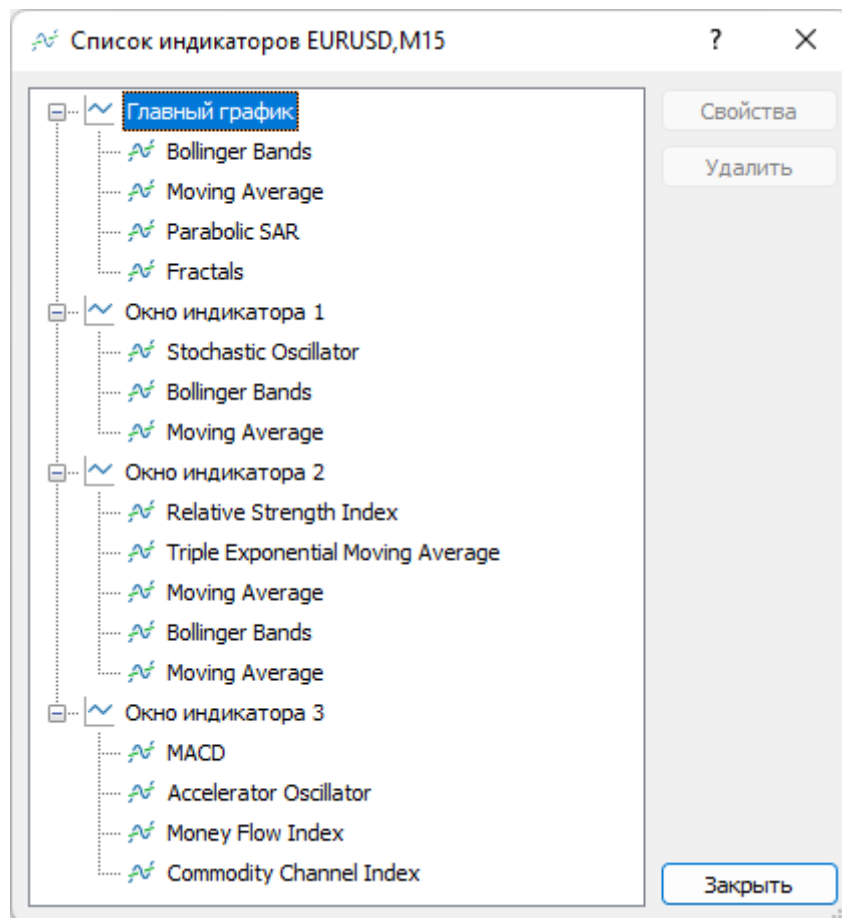 Список индикаторов EURUSD,M15 ?
Главный график
Bollinger Bands
Moving Average
Parabolic SAR
Fractals
Окно индикатора 1
Stochastic Oscillator
Bollinger Bands
Moving Average
Окно индикатора 2
Relative Strength Index
Triple Exponential Moving Average
Moving Average
Bollinger Bands
Moving Average
Окно индикатора 3
MACD
Accelerator Oscillator
Money Flow Index
Commodity Channel Index
Свойства
Удалить
Закрыть